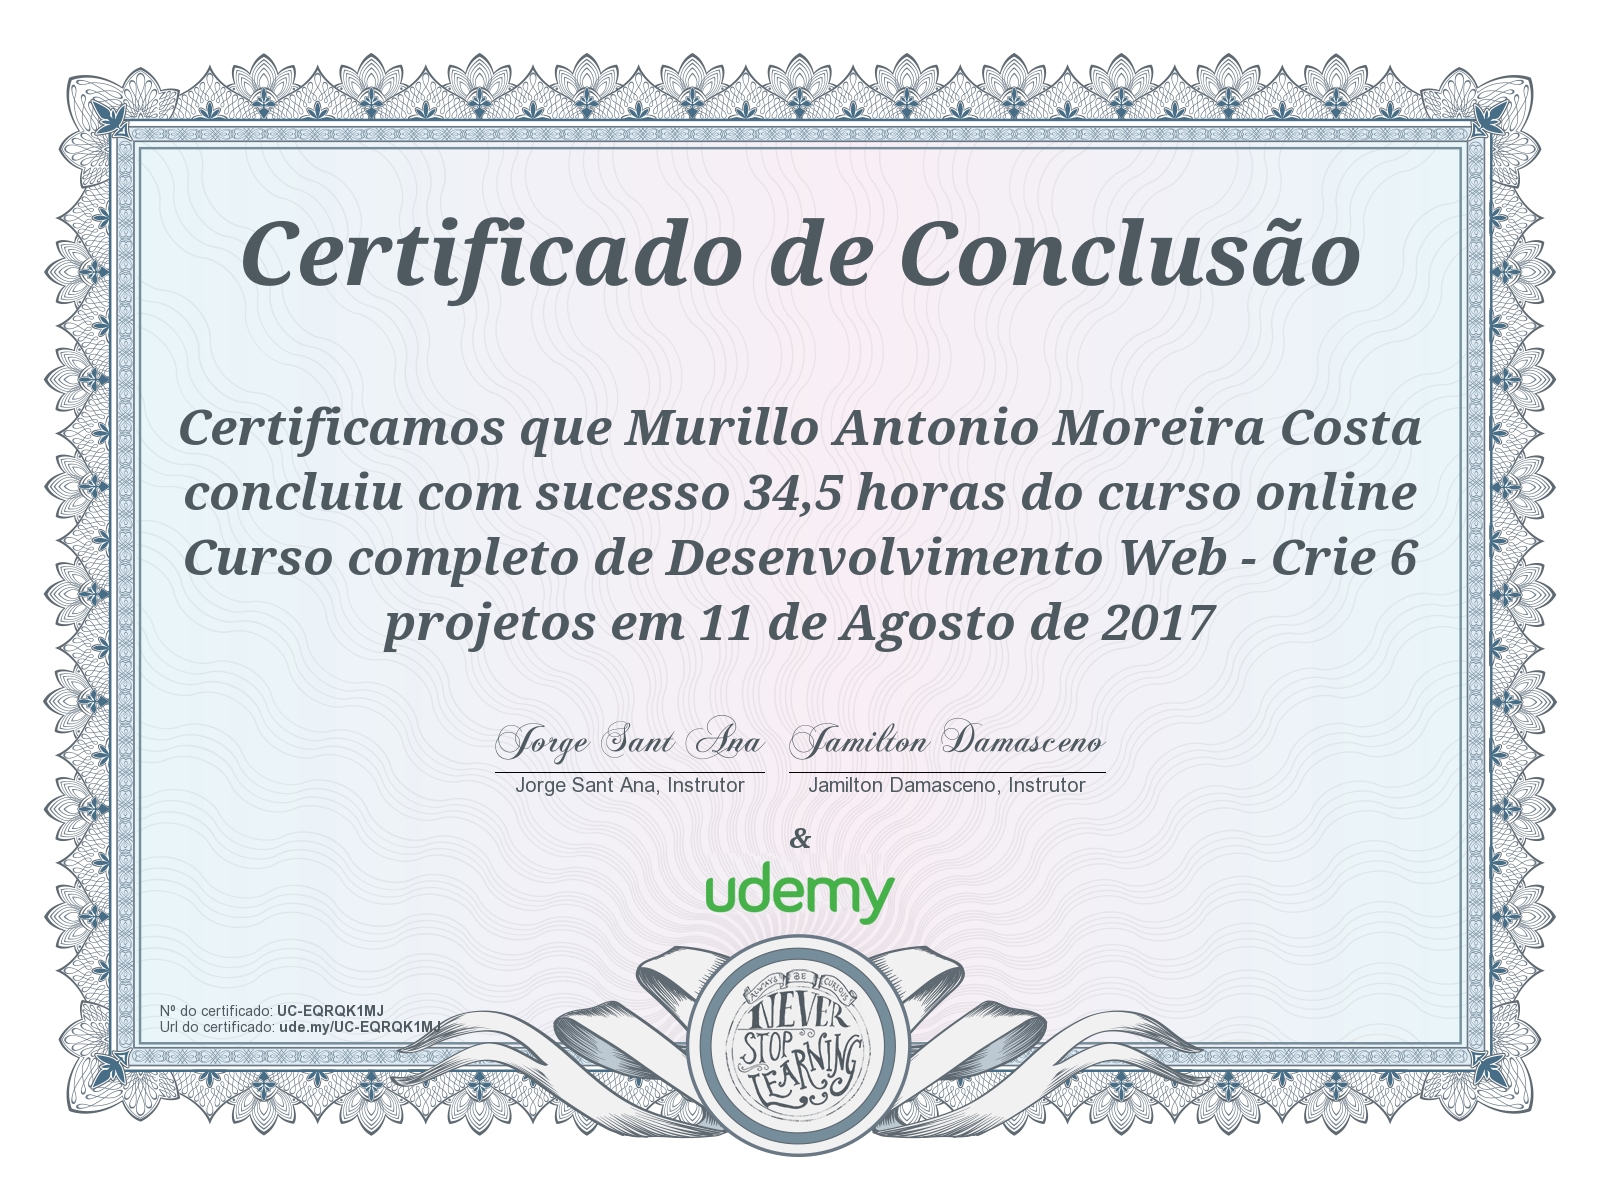 Certificado de Conclusão
Certificamos que Murillo Antonio Moreira Costa
concluiu com sucesso 34,5 horas do curso online
Curso completo de Desenvolvimento Web - Crie 6
projetos em 11 de Agosto de 2017
Jorge Sant Ana Jamilton Damasceno
Jorge Sant Ana, Instrutor Jamilton Damasceno, Instrutor
&
udemy
Nº do certificado: UC-EQRQK1MJ
Url do certificado: ude.my/UC-EQRQK1MJ
ALWAYS BE CURIOUS
NEVER
STOP
LEARNING